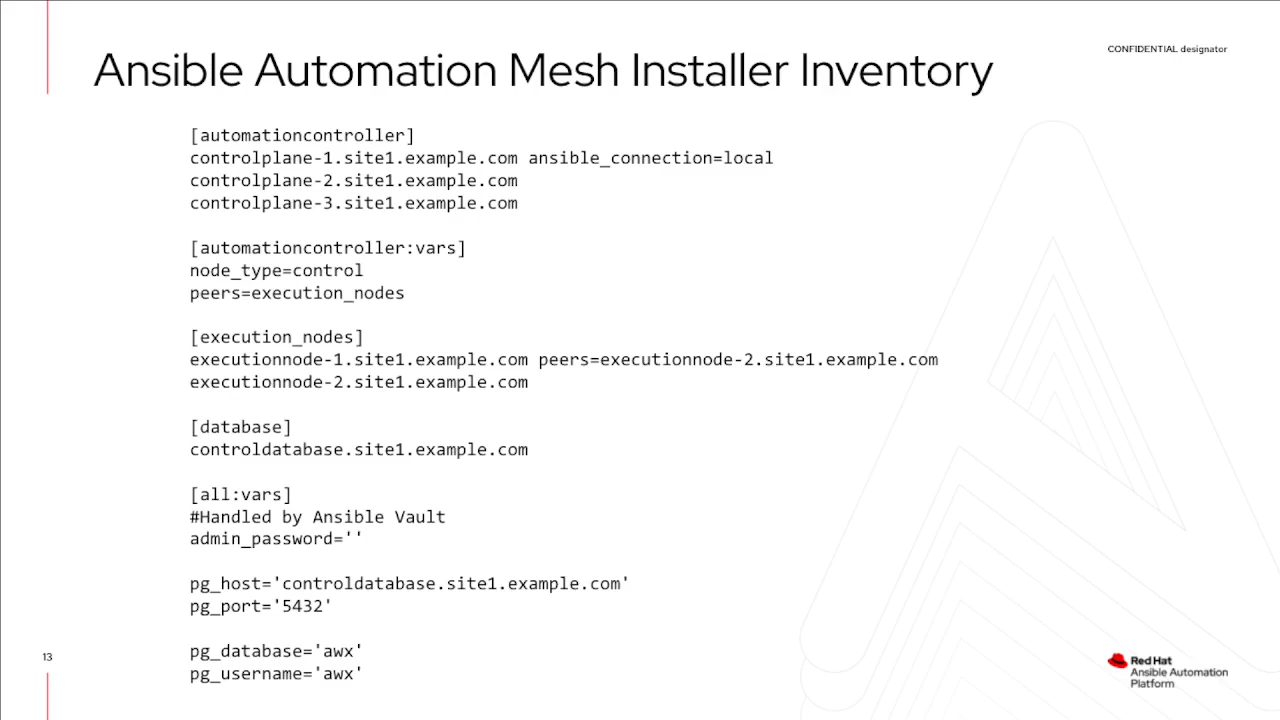 CONFIDENTIAL designator
Ansible Automation Mesh Installer Inventory
[automationcontroller]
controlplane-1.site1.example.com ansible_connection=local
controlplane-2.site1.example.com
controlplane-3.site1.example.com
[automationcontroller:vars]
node_type=control
peers=execution_nodes
[execution_nodes]
executionnode-1.site1.example.com peers=executionnode-2.site1.example.com
executionnode-2.site1.example.com
[database]
controldatabase.site1.example.com
[all:vars]
#Handled by Ansible Vault
admin_password=''
pg_host='controldatabase.site1.example.com'
pg_port='5432'
pg_database='awx'
pg_username='awx'
13
Red Hat
Ansible Automation
Platform